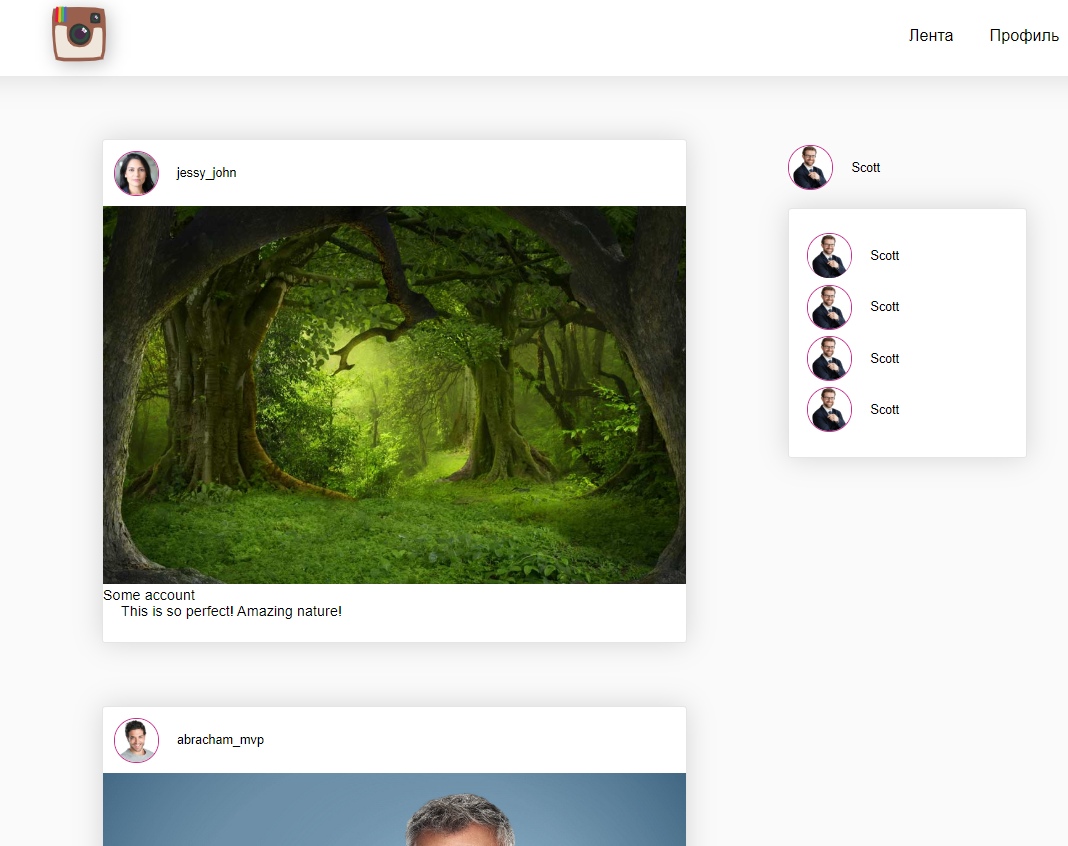 Лента Профиль
jessy_john
Some account
This is so perfect! Amazing nature!
abracham_mvp
Scott
Scott
Scott
Scott
Scott